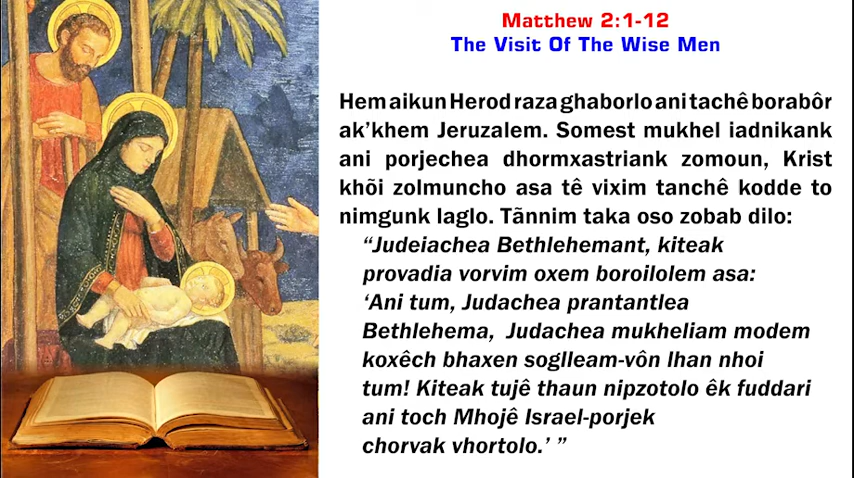 Matthew 2:1-12
The Visit Of The Wise Men
Hem aikun Herod raza ghaborlo ani tachê borabôr
ak’khem Jeruzalem. Somest mukhel iadnikank
ani porjechea dhormxastriank zomoun, Krist
khõi zolmuncho asa tê vixim tanchê kodde to
nimgunk laglo. Tãnnim taka oso zobab dilo:
“Judeiachea Bethlehemant, kiteak
provadia vorvim oxem boroilolem asa:
‘Ani tum, Judachea prantantlea
Bethlehema, Judachea mukheliam modem
koxêch bhaxen soglleam-vôn lhan nhoi
tum! Kiteak tujê thaun nipzotolo êk fuddari
ani toch Mhojê Israel-porjek
chorvak vhortolo.’ ”